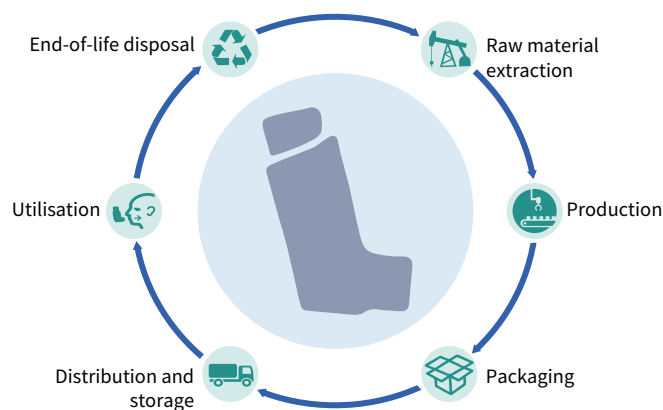 End-of-life disposal
Raw material
extraction
Utilisation
Production
Distribution and
storage
Packaging